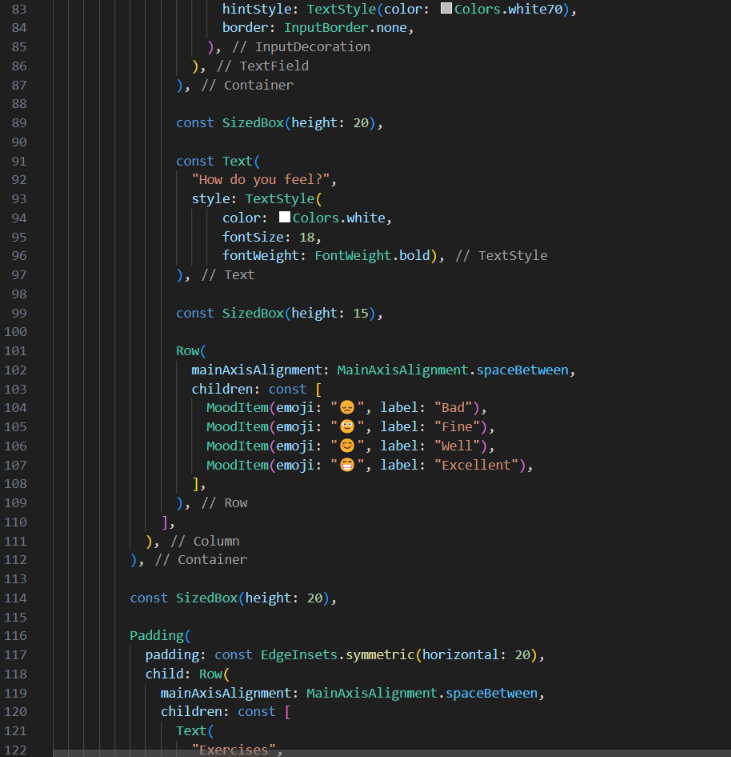 83 hintStyle: TextStyle(color: Colors.white70),
84 border: InputBorder.none,
85 ), // InputDecoration
86 ), // TextField
87 ), // Container
88
89 const SizedBox(height: 20),
90
91 const Text(
92 "How do you feel?",
93 style: TextStyle(
94 color: Colors.white,
95 fontSize: 18,
96 fontWeight: FontWeight.bold), // TextStyle
97 ), // Text
98
99 const SizedBox(height: 15),
100
101 Row(
102 mainAxisAlignment: MainAxisAlignment.spaceBetween,
103 children: const [
104 MoodItem(emoji: "😞", label: "Bad"),
105 MoodItem(emoji: "🙂", label: "Fine"),
106 MoodItem(emoji: "😊", label: "Well"),
107 MoodItem(emoji: "😁", label: "Excellent"),
108 ],
109 ), // Row
110 ],
111 ), // Column
112 ), // Container
113
114 const SizedBox(height: 20),
115
116 Padding(
117 padding: const EdgeInsets.symmetric(horizontal: 20),
118 child: Row(
119 mainAxisAlignment: MainAxisAlignment.spaceBetween,
120 children: const [
121 Text(
122 "Exercises",